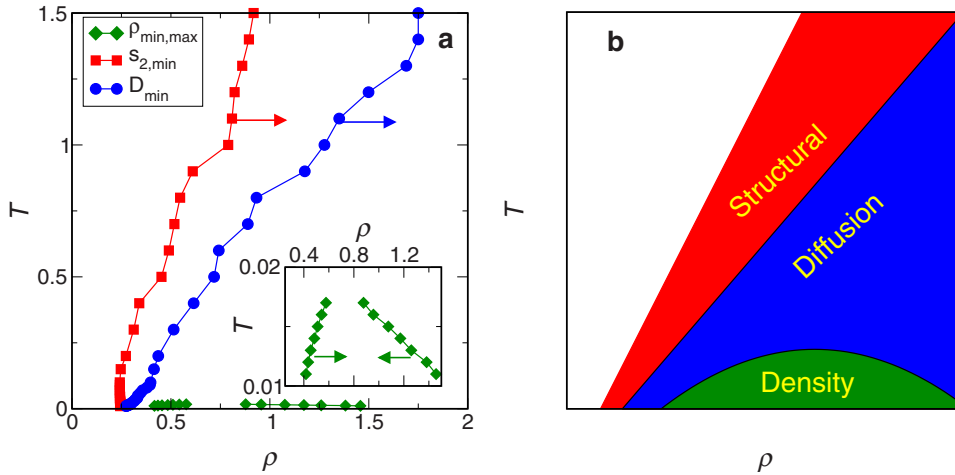 1.5
ρmin,max
s2,min
Dmin
a
1
T
0.5
0
0 0.5 1 1.5 2
ρ
ρ
0.4 0.8 1.2
0.02
T
0.01
b
Structural
Diffusion
Density
T
ρ